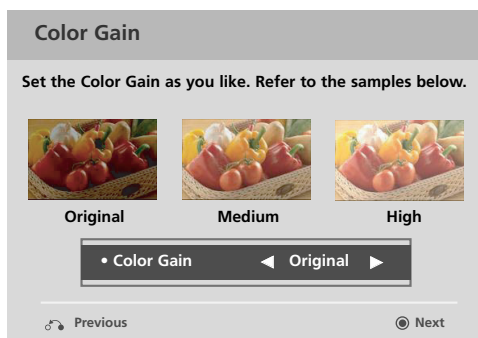 Color Gain
Set the Color Gain as you like. Refer to the samples below.
Original Medium High
• Color Gain ◀ Original ▶
Previous ◉ Next